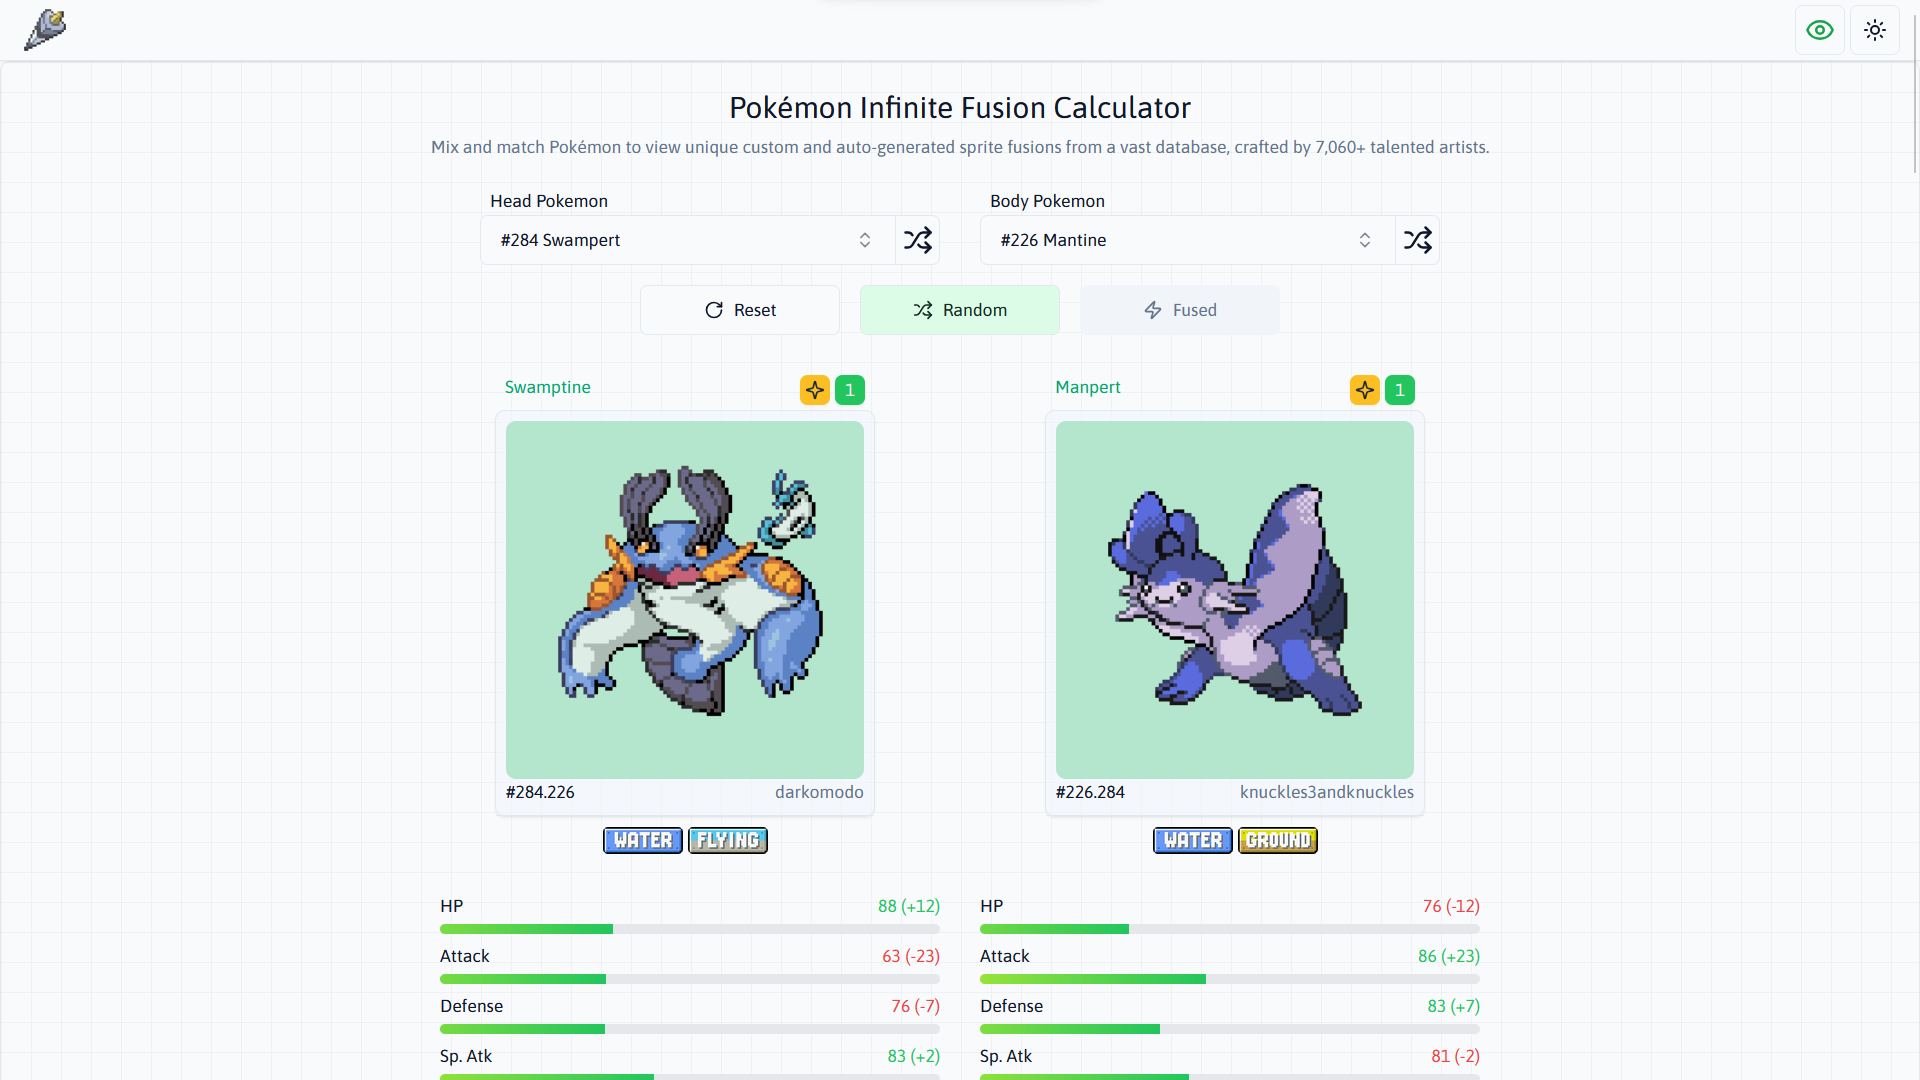 Pokémon Infinite Fusion Calculator
Mix and match Pokémon to view unique custom and auto-generated sprite fusions from a vast database, crafted by 7,060+ talented artists.
Head Pokemon
#284 Swampert
Body Pokemon
#226 Mantine
Reset
Random
Fused
Swamptine
1
#284.226
darkomodo
WATER FLYING
Manpert
1
#226.284
knuckles3andknuckles
WATER GROUND
HP
88 (+12)
Attack
63 (-23)
Defense
76 (-7)
Sp. Atk
83 (+2)
HP
76 (-12)
Attack
86 (+23)
Defense
83 (+7)
Sp. Atk
81 (-2)